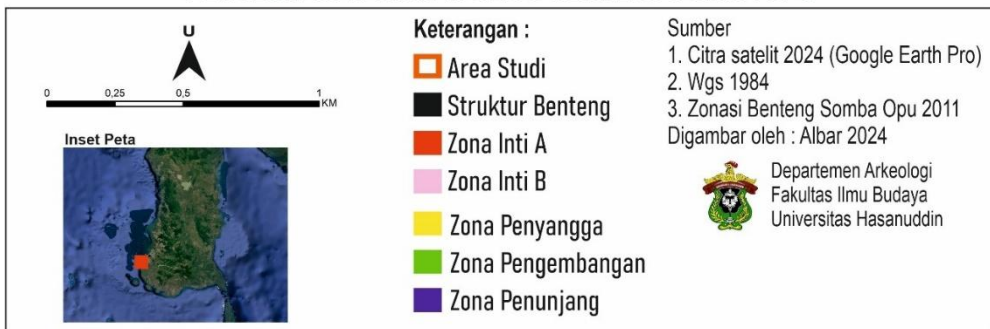 U
0 0,25 0,5 1
KM
Inset Peta
Keterangan :
Area Studi
Struktur Benteng
Zona Inti A
Zona Inti B
Zona Penyangga
Zona Pengembangan
Zona Penunjang
Sumber
1. Citra satelit 2024 (Google Earth Pro)
2. Wgs 1984
3. Zonasi Benteng Somba Opu 2011
Digambar oleh : Albar 2024
Departemen Arkeologi
Fakultas Ilmu Budaya
Universitas Hasanuddin